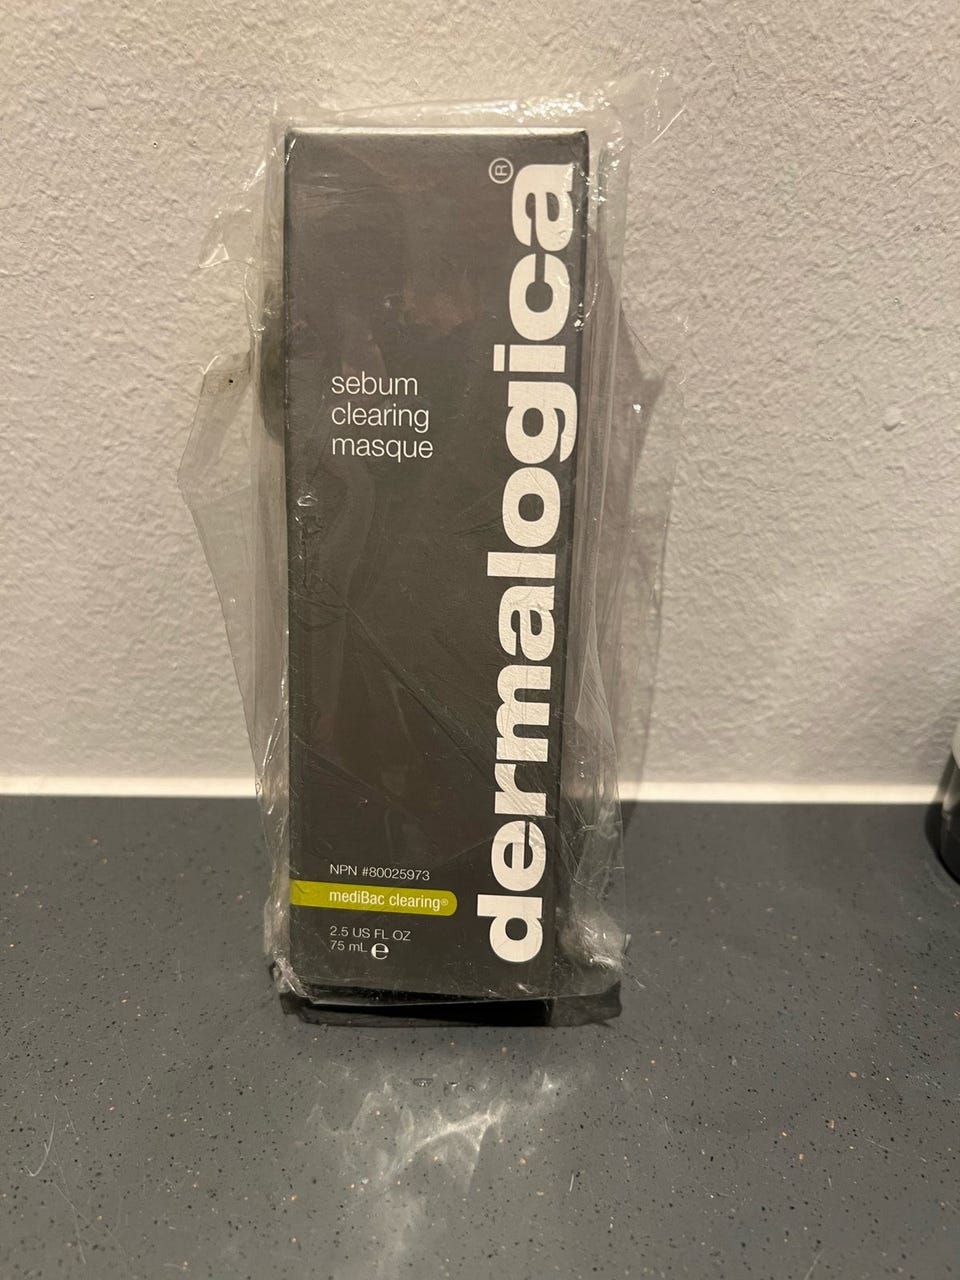 dermalogica®
sebum
clearing
masque
NPN #80025973
mediBac clearing®
2.5 US FL OZ
75 mL ℮